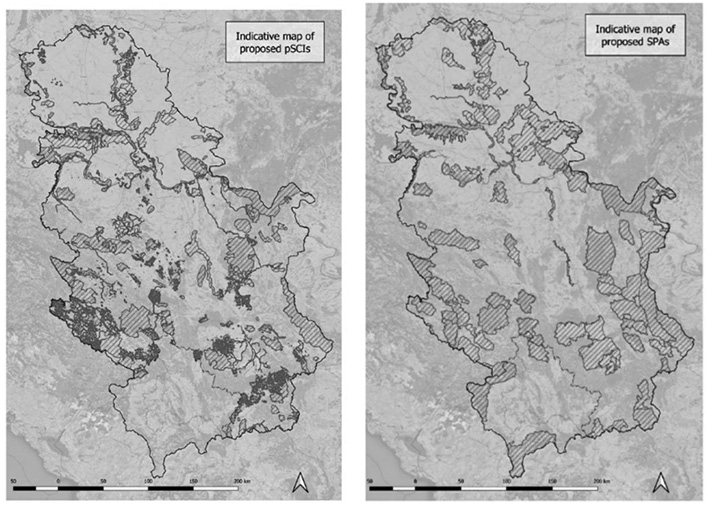 Indicative map of
proposed pSCIs
50 0 50 100 150 200 km
Indicative map of
proposed SPAs
50 0 50 100 150 200 km